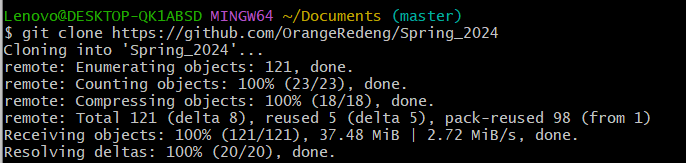 Lenovo@DESKTOP-QK1ABSD MINGW64 ~/Documents (master)
$ git clone https://github.com/OrangeRedeng/Spring_2024
Cloning into 'Spring_2024'...
remote: Enumerating objects: 121, done.
remote: Counting objects: 100% (23/23), done.
remote: Compressing objects: 100% (18/18), done.
remote: Total 121 (delta 8), reused 5 (delta 5), pack-reused 98 (from 1)
Receiving objects: 100% (121/121), 37.48 MiB | 2.72 MiB/s, done.
Resolving deltas: 100% (20/20), done.